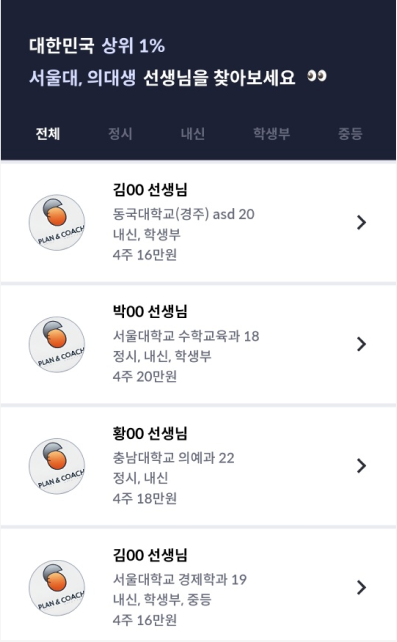 대한민국 상위 1%
서울대, 의대생 선생님을 찾아보세요 👀
전체 정시 내신 학생부 중등
김00 선생님
동국대학교(경주) asd 20
내신, 학생부
4주 16만원
PLAN & COACH
박00 선생님
서울대학교 수학교육과 18
정시, 내신, 학생부
4주 20만원
PLAN & COACH
황00 선생님
충남대학교 의예과 22
정시, 내신
4주 18만원
PLAN & COACH
김00 선생님
서울대학교 경제학과 19
내신, 학생부, 중등
4주 16만원
PLAN & COACH